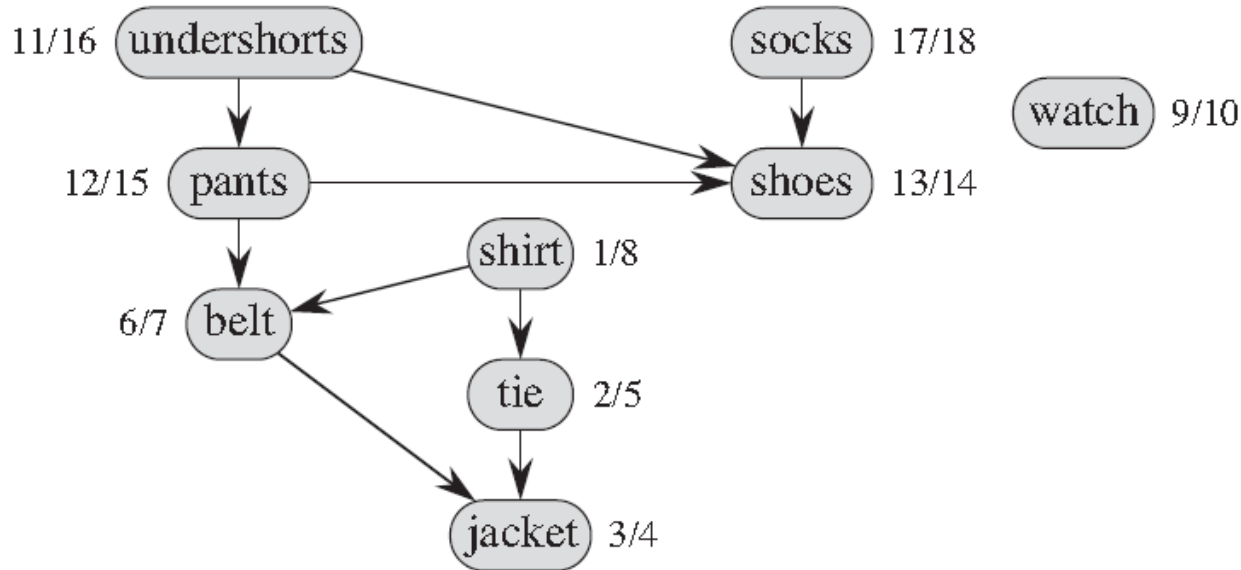 11/16 undershorts socks 17/18
watch 9/10
12/15 pants shoes 13/14
shirt 1/8
6/7 belt
tie 2/5
jacket 3/4